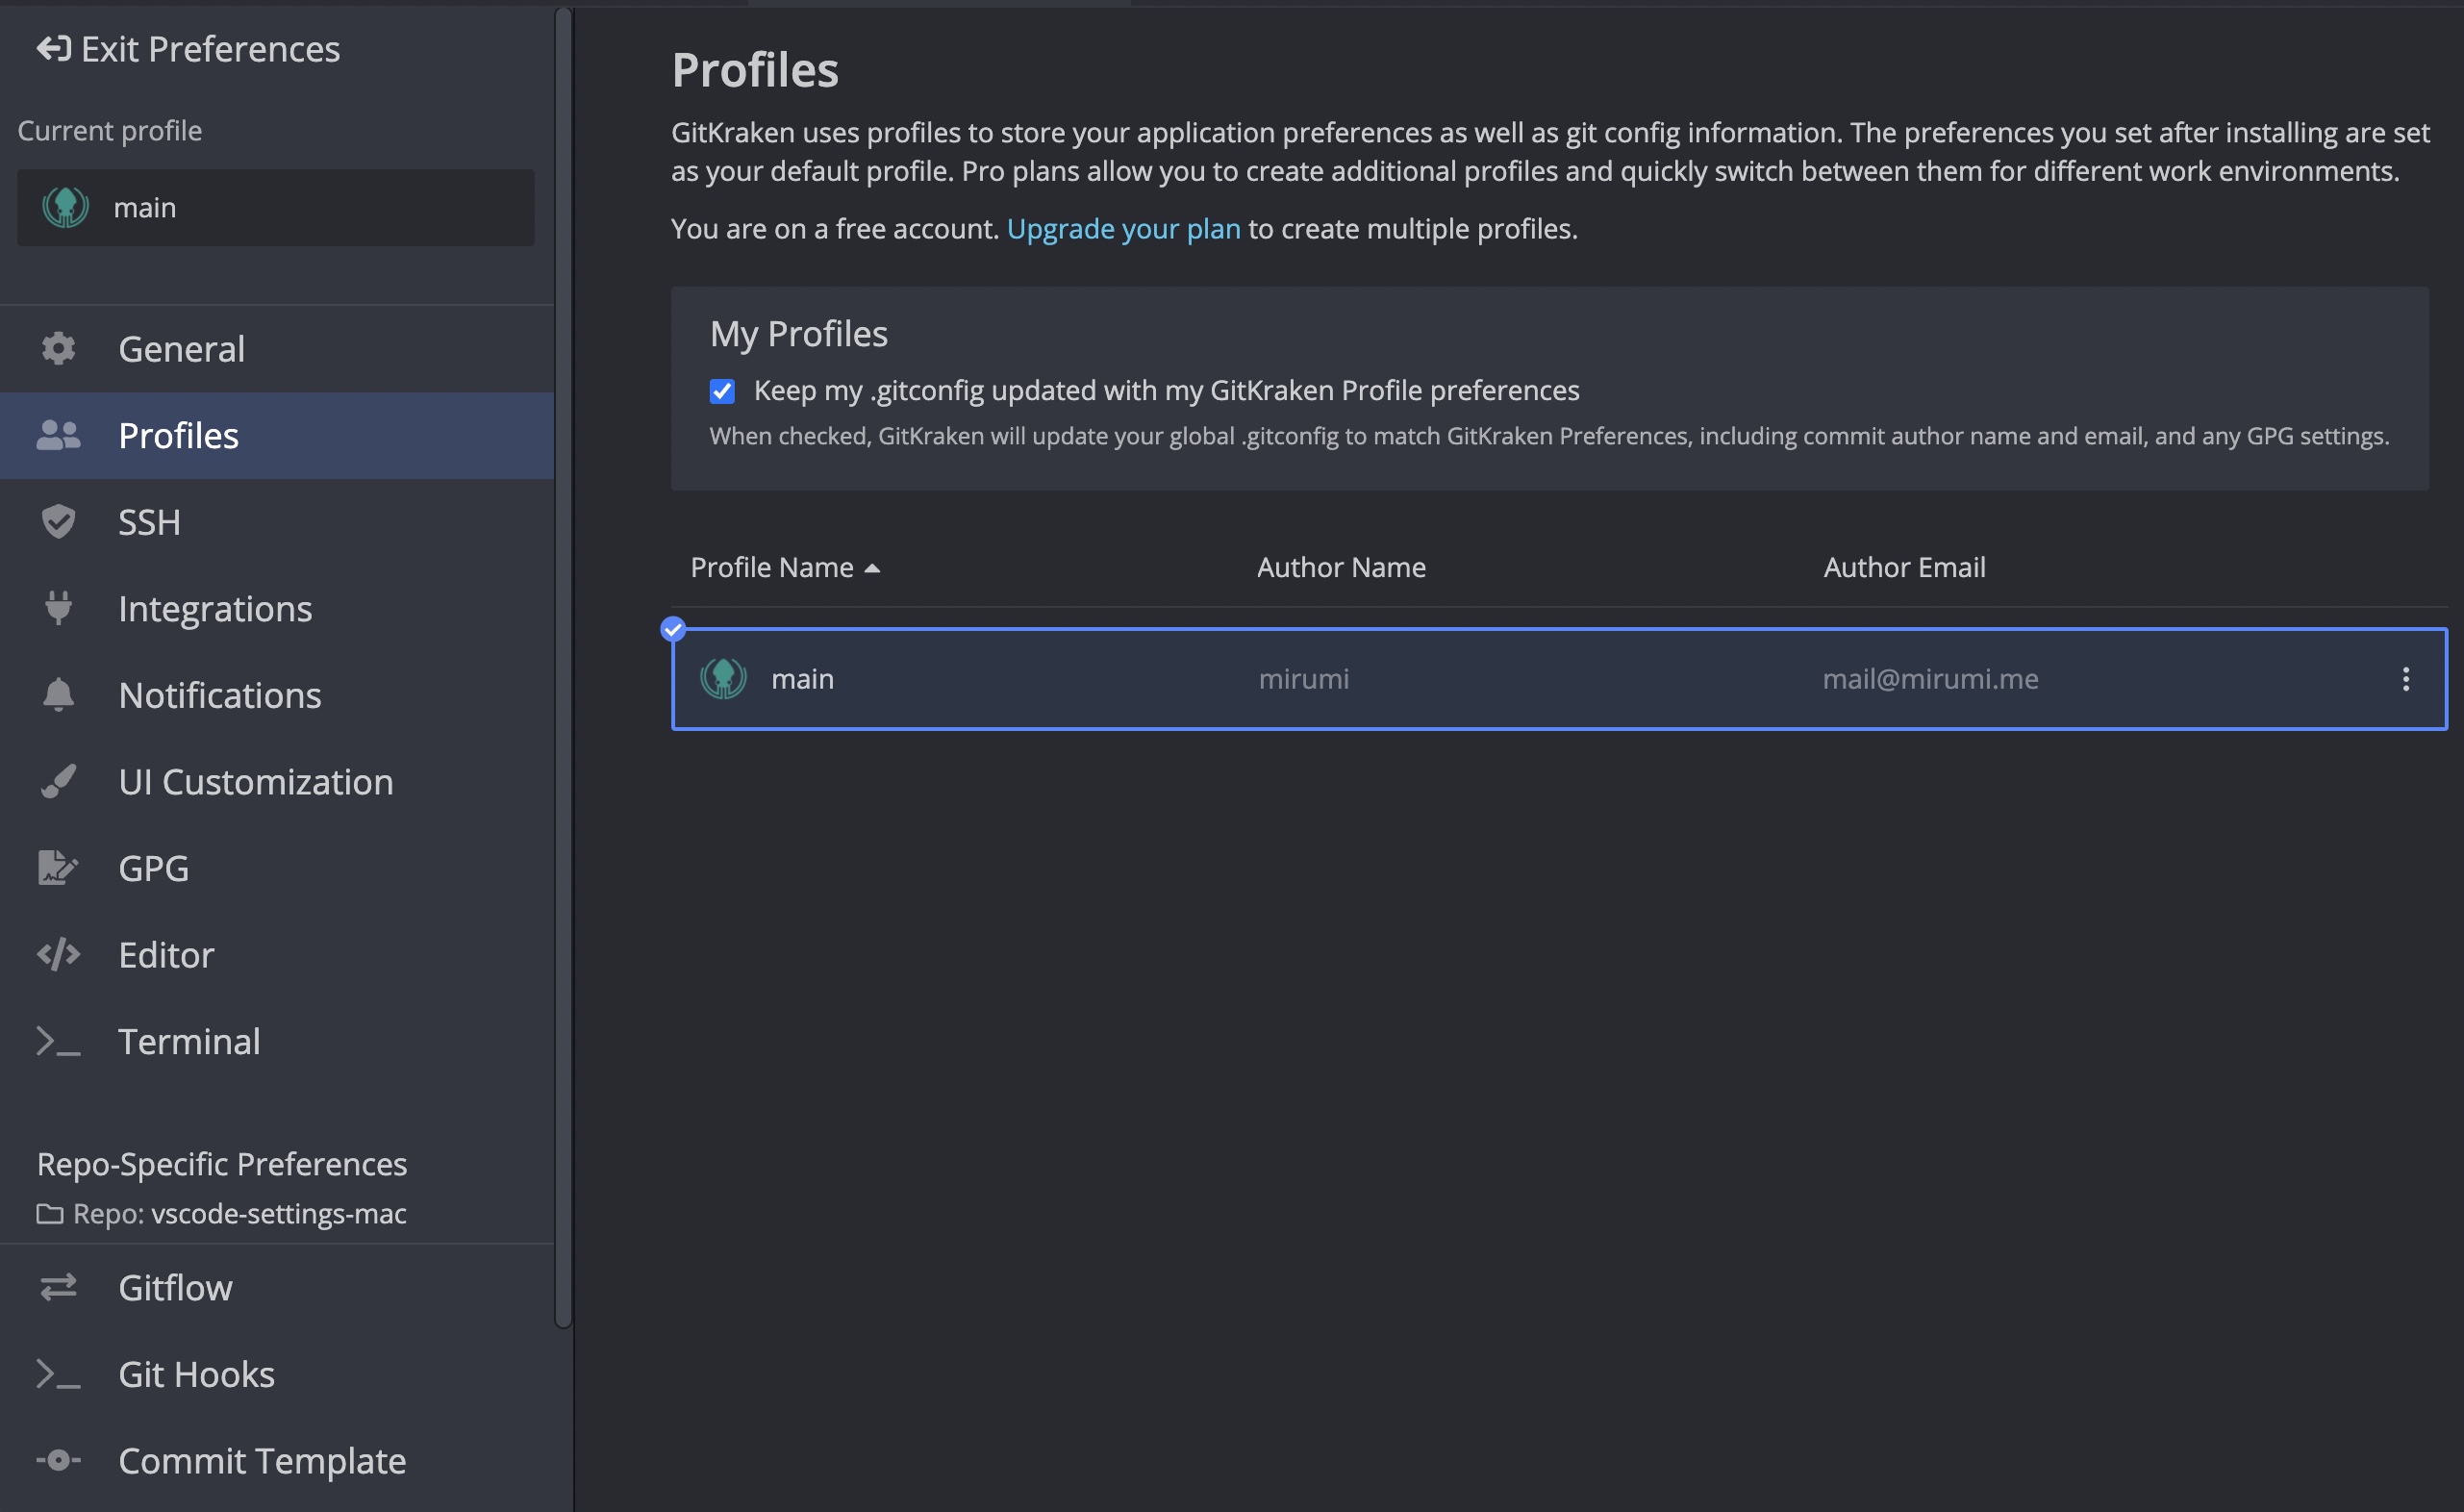 Exit Preferences
Current profile
main
General
Profiles
SSH
Integrations
Notifications
UI Customization
GPG
Editor
Terminal
Repo-Specific Preferences
Repo: vscode-settings-mac
Gitflow
Git Hooks
Commit Template
Profiles
GitKraken uses profiles to store your application preferences as well as git config information. The preferences you set after installing are set
as your default profile. Pro plans allow you to create additional profiles and quickly switch between them for different work environments.
You are on a free account. Upgrade your plan to create multiple profiles.
My Profiles
Keep my .gitconfig updated with my GitKraken Profile preferences
When checked, GitKraken will update your global .gitconfig to match GitKraken Preferences, including commit author name and email, and any GPG settings.
Profile Name Author Name Author Email
main mirumi mail@mirumi.me